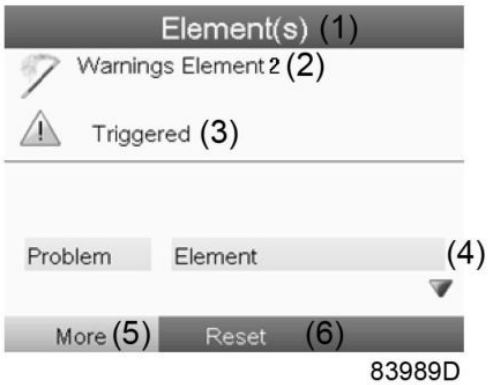 Element(s) (1)
Warnings Element 2 (2)
Triggered (3)
Problem Element (4)
More (5) Reset (6)
83989D